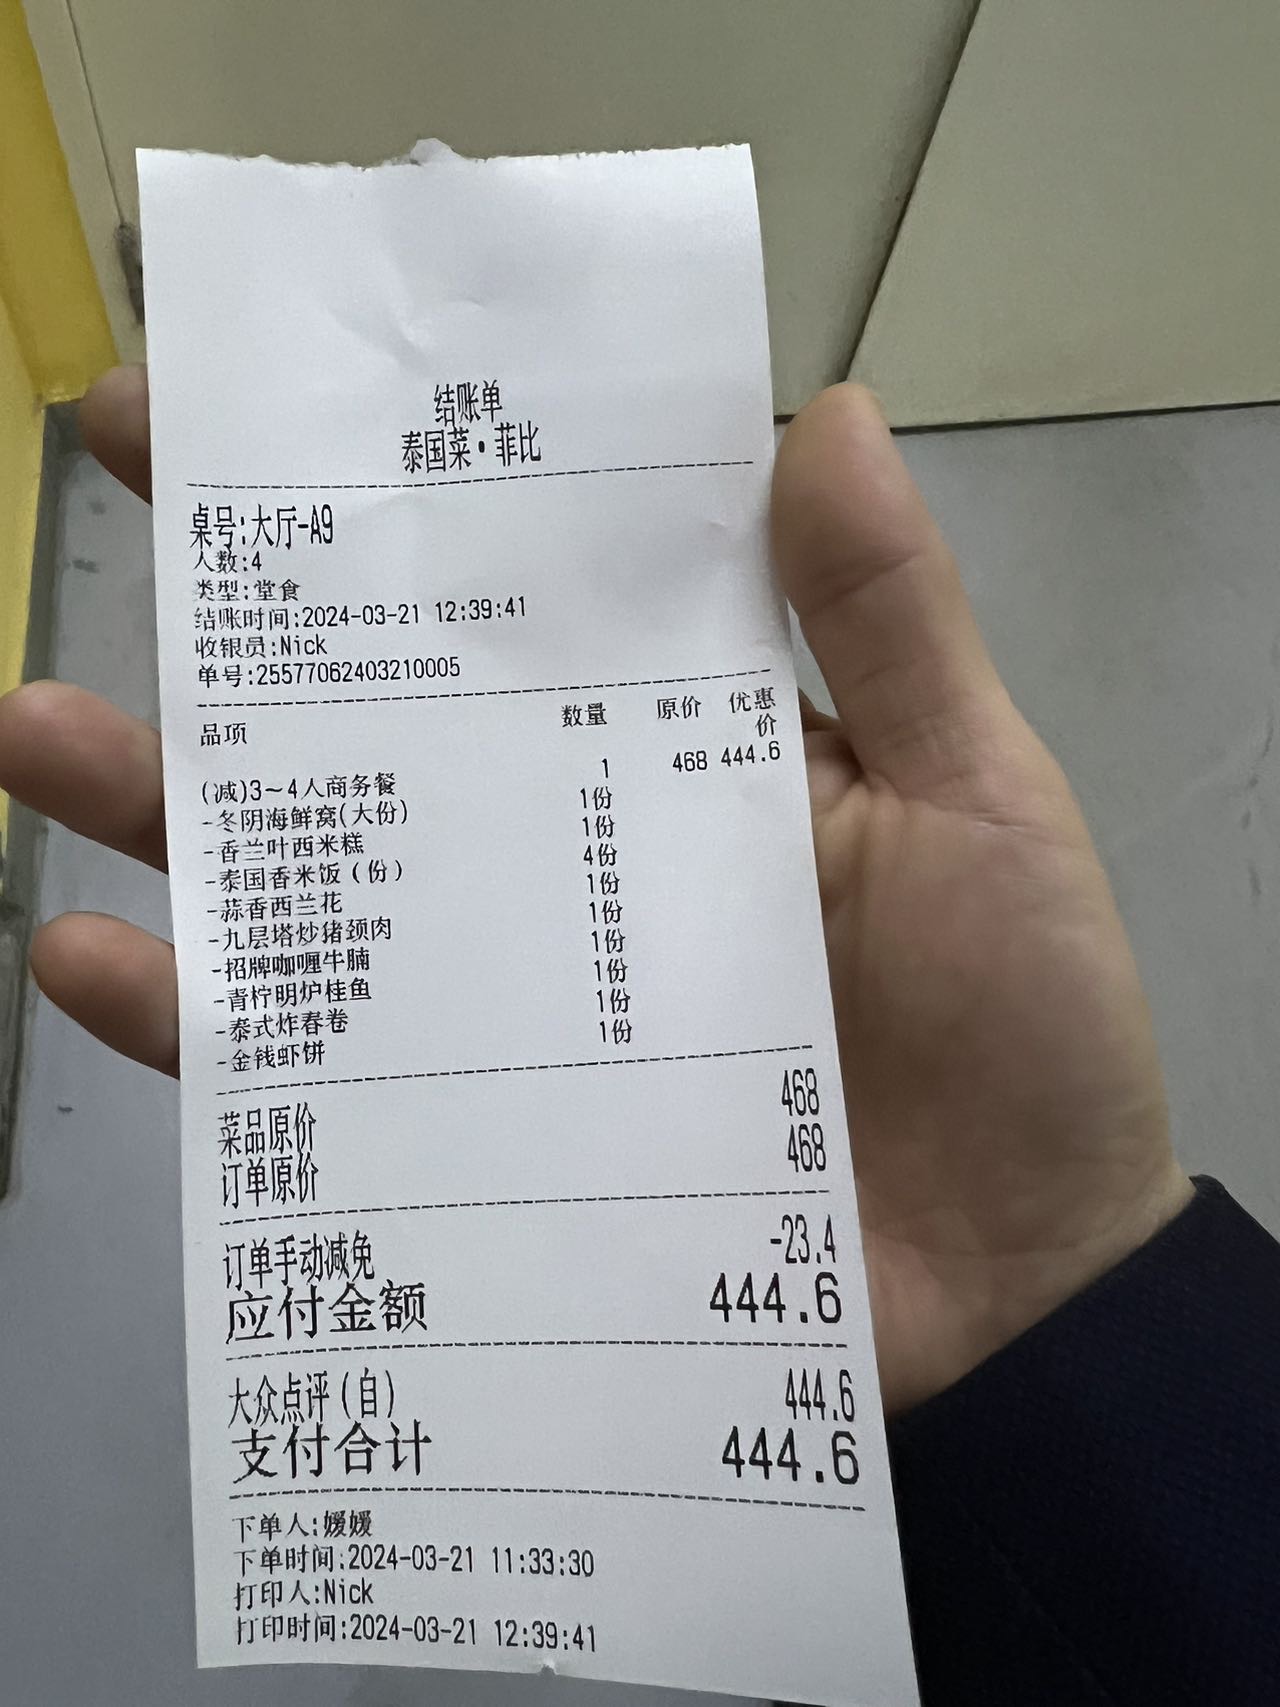 结账单
泰国菜·菲比
桌号:大厅-A9
人数:4
类型:堂食
结账时间:2024-03-21 12:39:41
收银员:Nick
单号:25577062403210005
品项 数量 原价 优惠价
(减)3~4人商务餐 1 468 444.6
-冬阴海鲜窝(大份) 1份
-香兰叶西米糕 1份
-泰国香米饭(份) 4份
-蒜香西兰花 1份
-九层塔炒猪颈肉 1份
-招牌咖喱牛腩 1份
-青柠明炉桂鱼 1份
-泰式炸春卷 1份
-金钱虾饼 1份
菜品原价 468
订单原价 468
订单手动减免 -23.4
应付金额 444.6
大众点评(自) 444.6
支付合计 444.6
下单人:媛媛
下单时间:2024-03-21 11:33:30
打印人:Nick
打印时间:2024-03-21 12:39:41